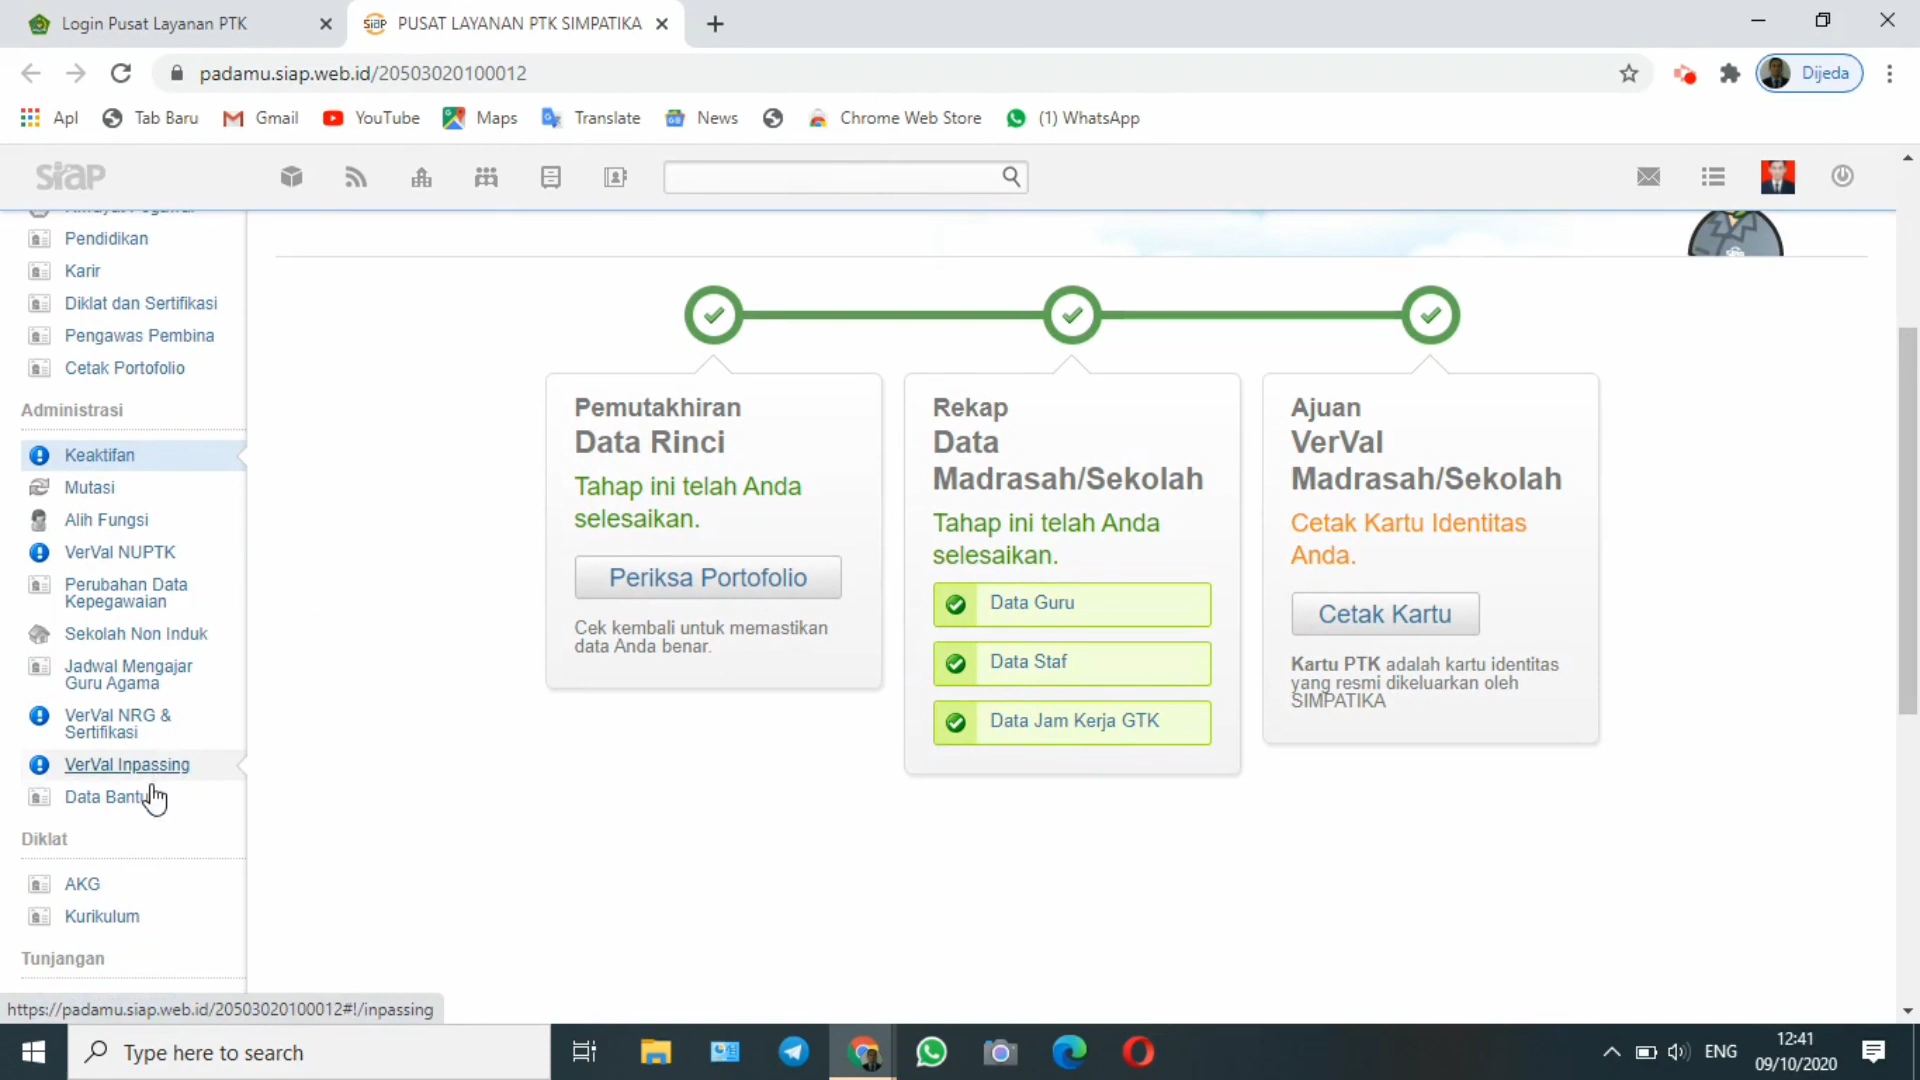 Login Pusat Layanan PTK
PUSAT LAYANAN PTK SIMPATIKA
padamu.siap.web.id/20503020100012
Dijeda
Apl
Tab Baru
Gmail
YouTube
Maps
Translate
News
Chrome Web Store
(1) WhatsApp
siap
Pendidikan
Karir
Diklat dan Sertifikasi
Pengawas Pembina
Cetak Portofolio
Administrasi
Keaktifan
Mutasi
Alih Fungsi
VerVal NUPTK
Perubahan Data
Kepegawaian
Sekolah Non Induk
Jadwal Mengajar
Guru Agama
VerVal NRG &
Sertifikasi
VerVal Inpassing
Data
Diklat
AKG
Kurikulum
Tunjangan
Pemutakhiran
Data Rinci
Tahap ini telah Anda
selesaikan.
Periksa Portofolio
Cek kembali untuk memastikan
data Anda benar.
Rekap
Data
Madrasah/Sekolah
Tahap ini telah Anda
selesaikan.
Data Guru
Data Staf
Data Jam Kerja GTK
Ajuan
VerVal
Madrasah/Sekolah
Cetak Kartu Identitas
Anda.
Cetak Kartu
Kartu PTK adalah kartu identitas
yang resmi dikeluarkan oleh
SIMPATIKA
https://padamu.siap.web.id/20503020100012#!/inpassing
Type here to search
ENG
12:41
09/10/2020